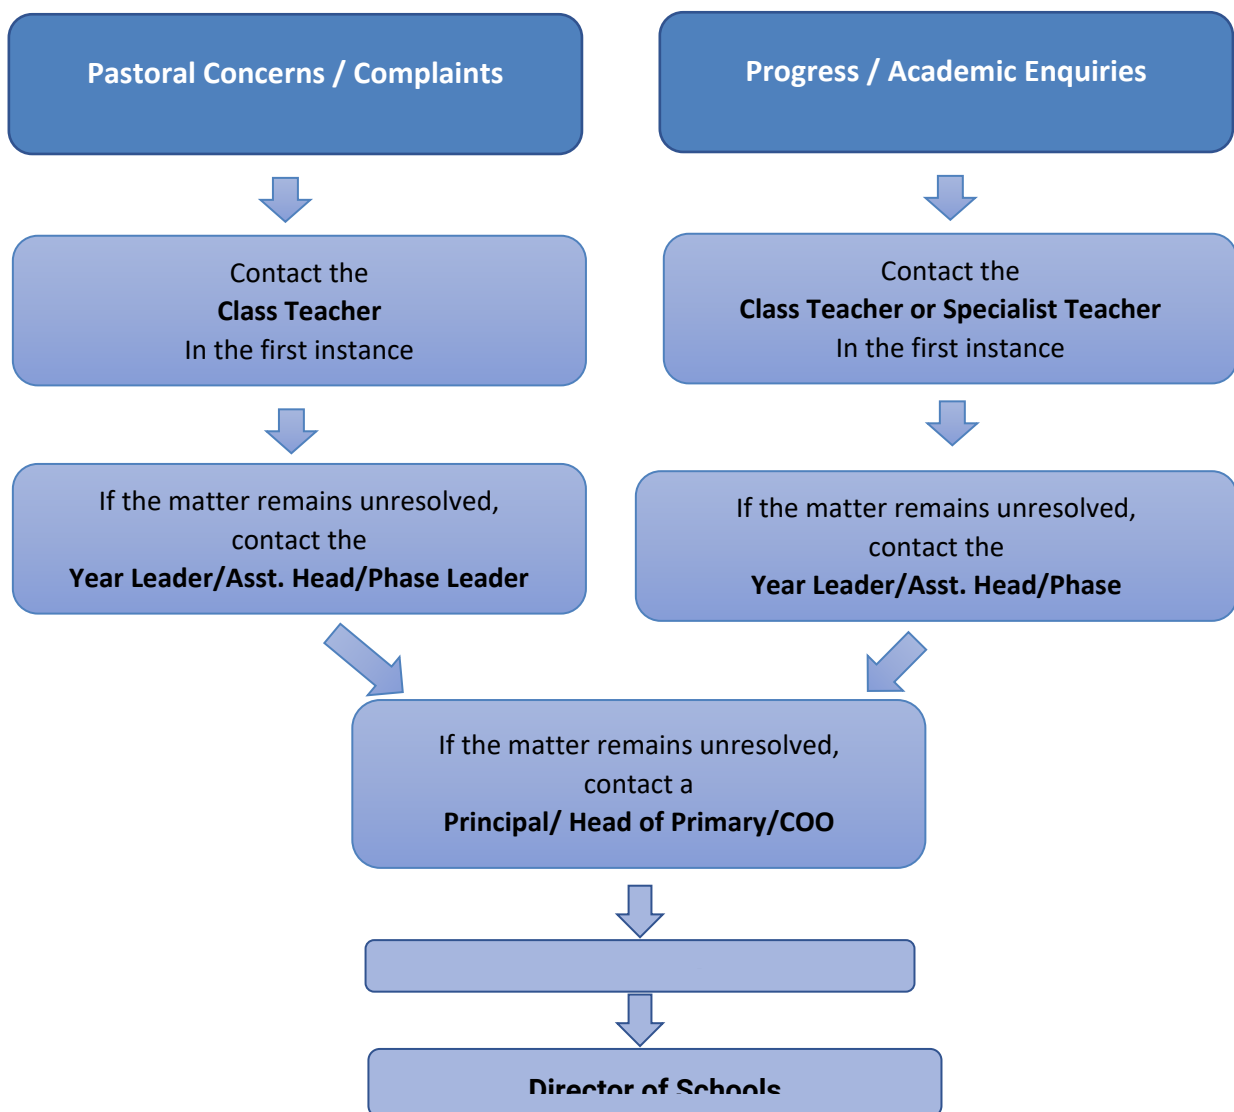 Pastoral Concerns / Complaints
Progress / Academic Enquiries
Contact the
Class Teacher
In the first instance
Contact the
Class Teacher or Specialist Teacher
In the first instance
If the matter remains unresolved,
contact the
Year Leader/Asst. Head/Phase Leader
If the matter remains unresolved,
contact the
Year Leader/Asst. Head/Phase
If the matter remains unresolved,
contact a
Principal/ Head of Primary/COO
Director of Schools